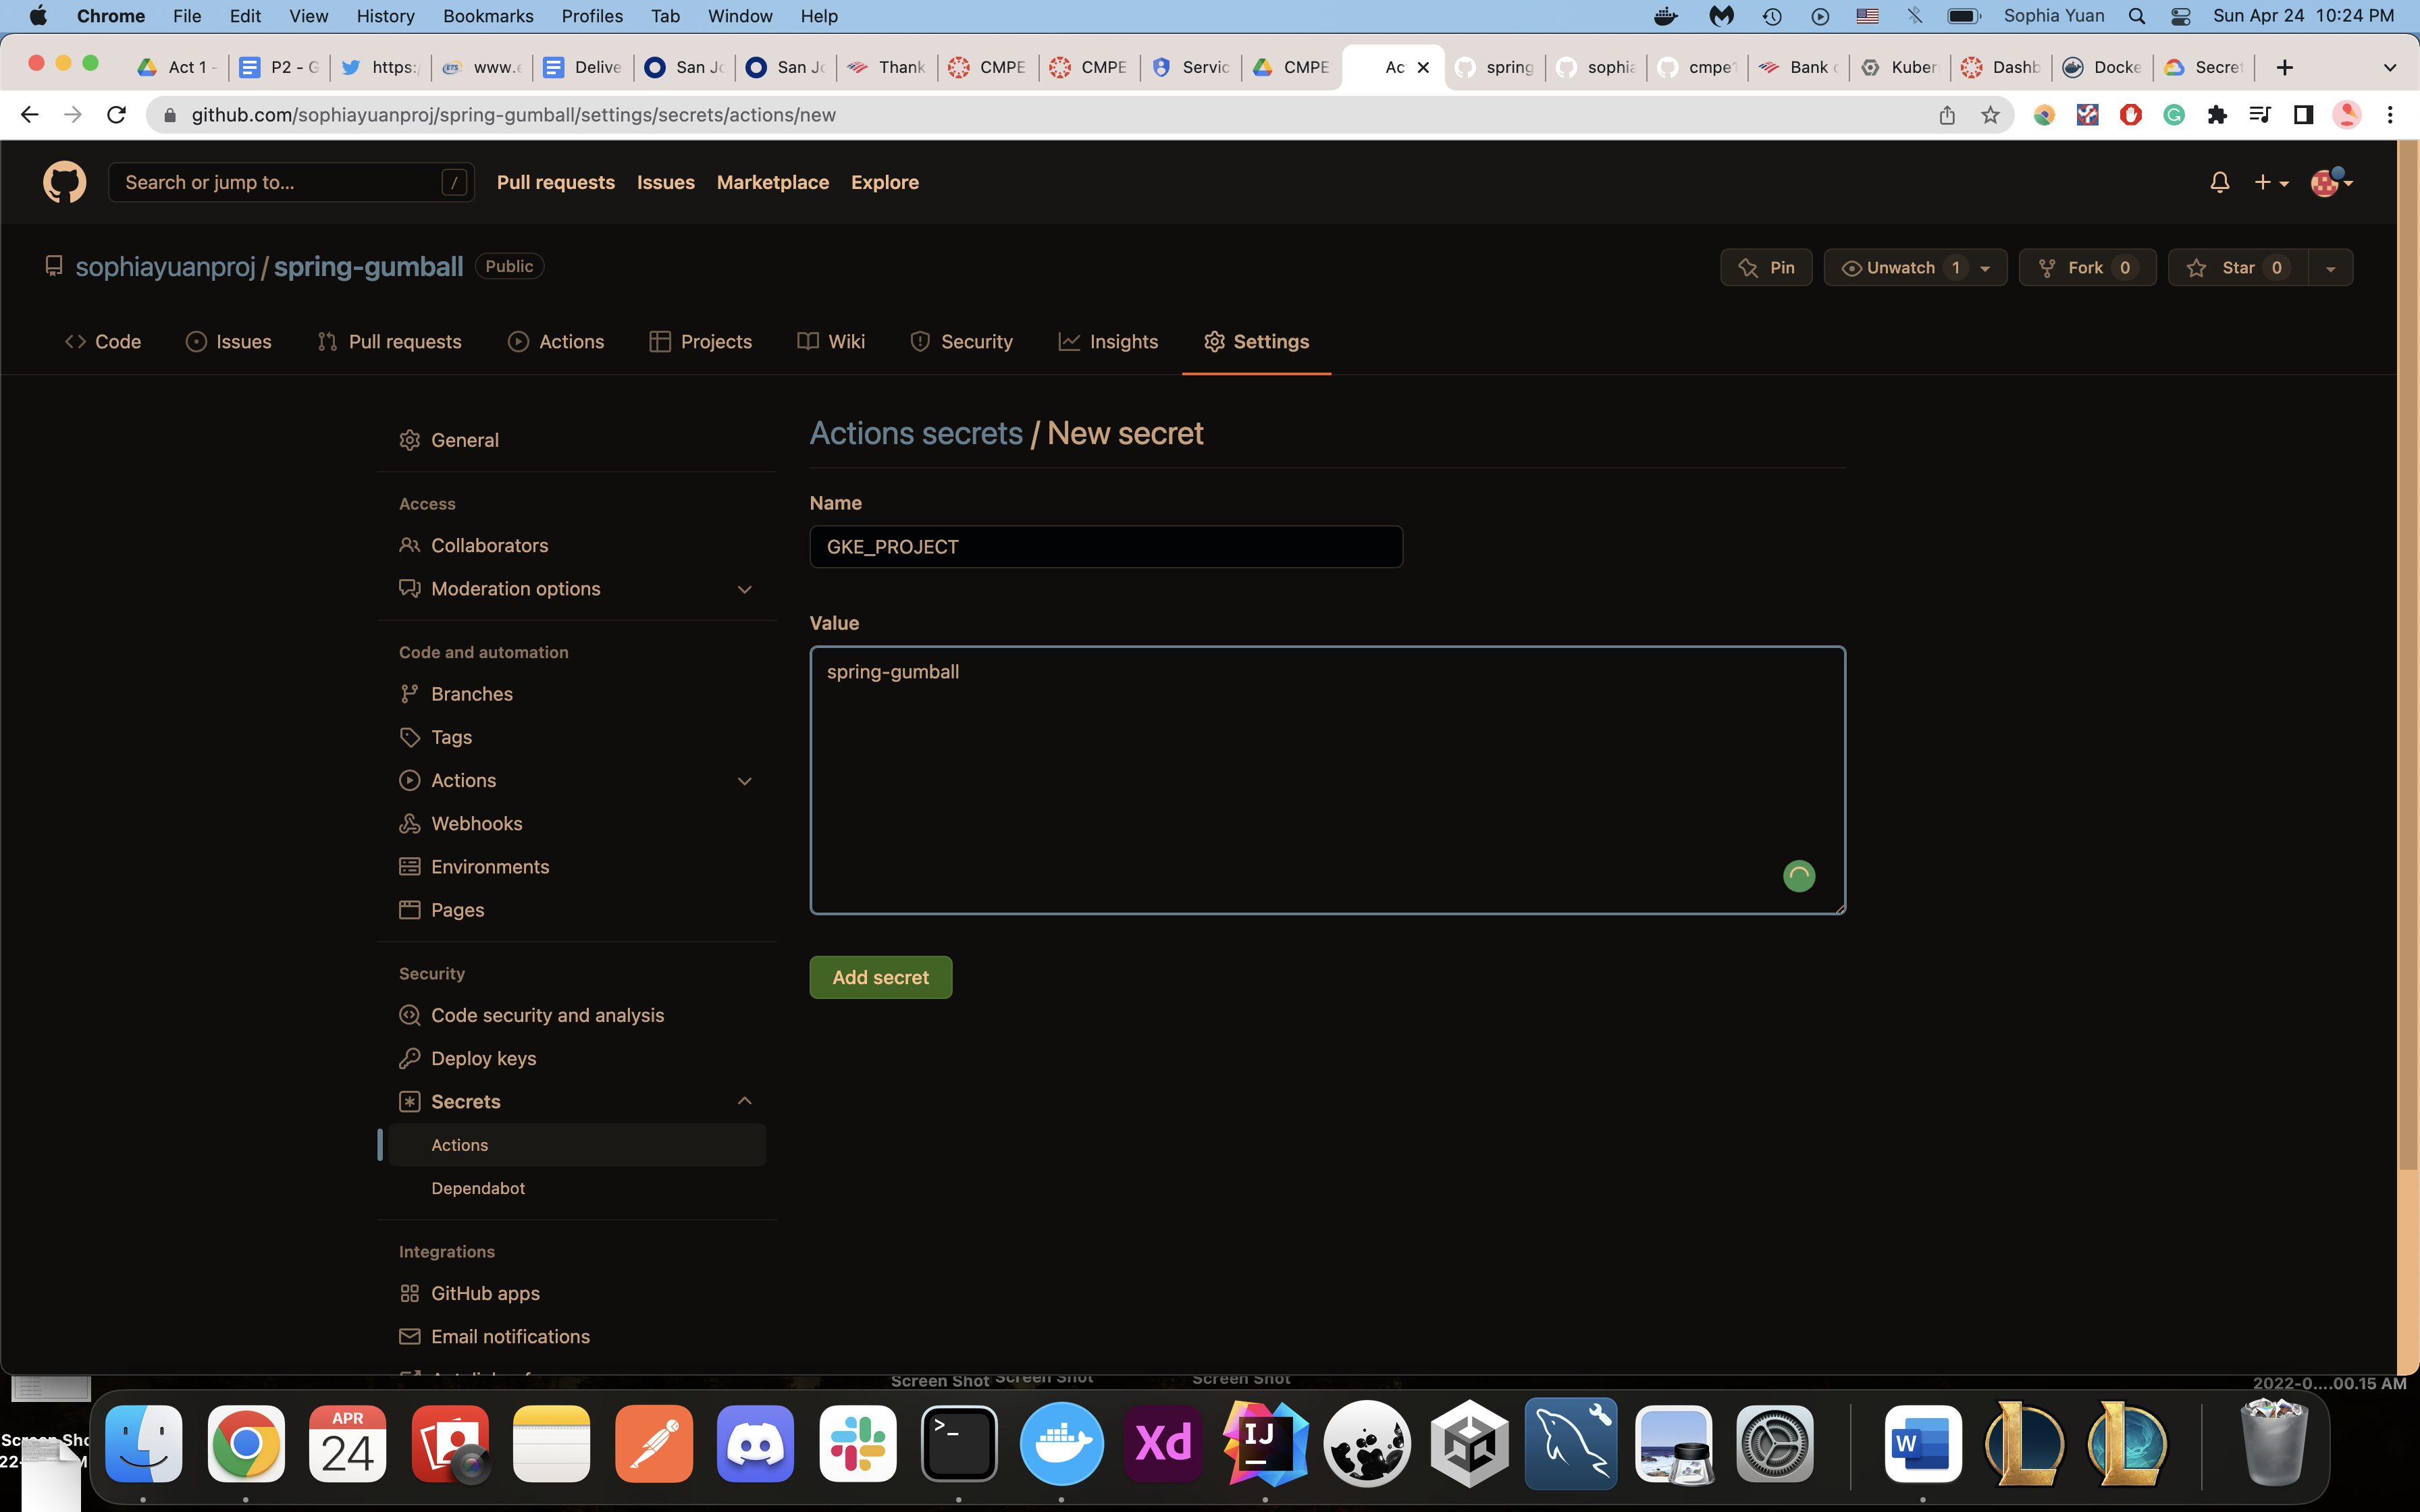 Chrome File Edit View History Bookmarks Profiles Tab Window Help Sophia Yuan Sun Apr 24 10:24 PM
Act 1 - P2 - G https: www.e Delive San Jo San Jo Thank CMPE CMPE Servic CMPE Ac spring sophia cmpe1 Bank o Kuber Dashb Docke Secret
github.com/sophiayuanproj/spring-gumball/settings/secrets/actions/new
Search or jump to... / Pull requests Issues Marketplace Explore
sophiayuanproj / spring-gumball Public Pin Unwatch 1 Fork 0 Star 0
Code Issues Pull requests Actions Projects Wiki Security Insights Settings
General
Access
Collaborators
Moderation options
Code and automation
Branches
Tags
Actions
Webhooks
Environments
Pages
Security
Code security and analysis
Deploy keys
Secrets
Actions
Dependabot
Integrations
GitHub apps
Email notifications
Actions secrets / New secret
Name
GKE_PROJECT
Value
spring-gumball
Add secret
Screen Shot Screen Shot Screen Shot 2022-0....00.15 AM
APR
24
Xd
IJ
W